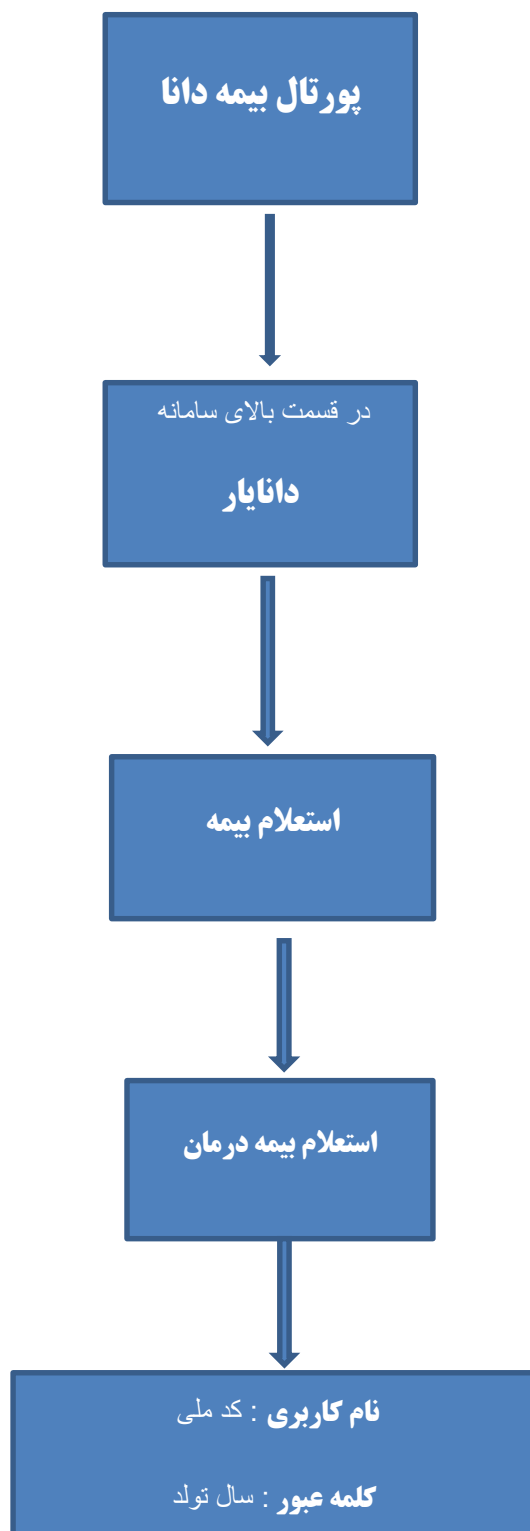 پورتال بیمه دانا
در قسمت بالای سامانه
دانایار
استعلام بیمه
استعلام بیمه درمان
نام کاربری : کد ملی
کلمه عبور : سال تولد